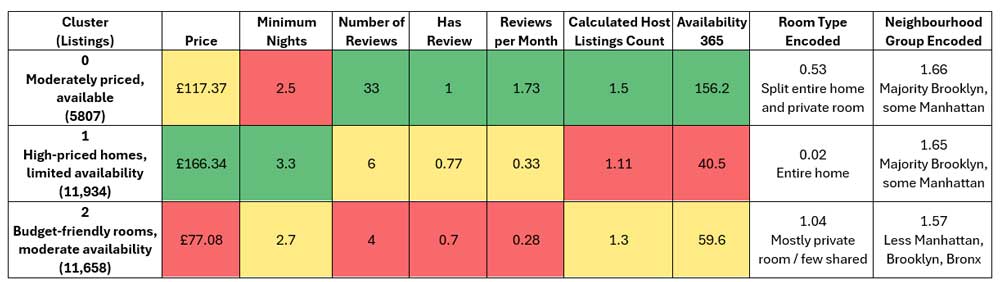 Cluster
(Listings)
Price
Minimum
Nights
Number of
Reviews
Has
Review
Reviews
per Month
Calculated Host
Listings Count
Availability
365
Room Type
Encoded
Neighbourhood
Group Encoded
0
Moderately priced,
available
(5807)
£117.37
2.5
33
1
1.73
1.5
156.2
0.53
Split entire home
and private room
1.66
Majority Brooklyn,
some Manhattan
1
High-priced homes,
limited availability
(11,934)
£166.34
3.3
6
0.77
0.33
1.11
40.5
0.02
Entire home
1.65
Majority Brooklyn,
some Manhattan
2
Budget-friendly rooms,
moderate availability
(11,658)
£77.08
2.7
4
0.7
0.28
1.3
59.6
1.04
Mostly private
room / few shared
1.57
Less Manhattan,
Brooklyn, Bronx